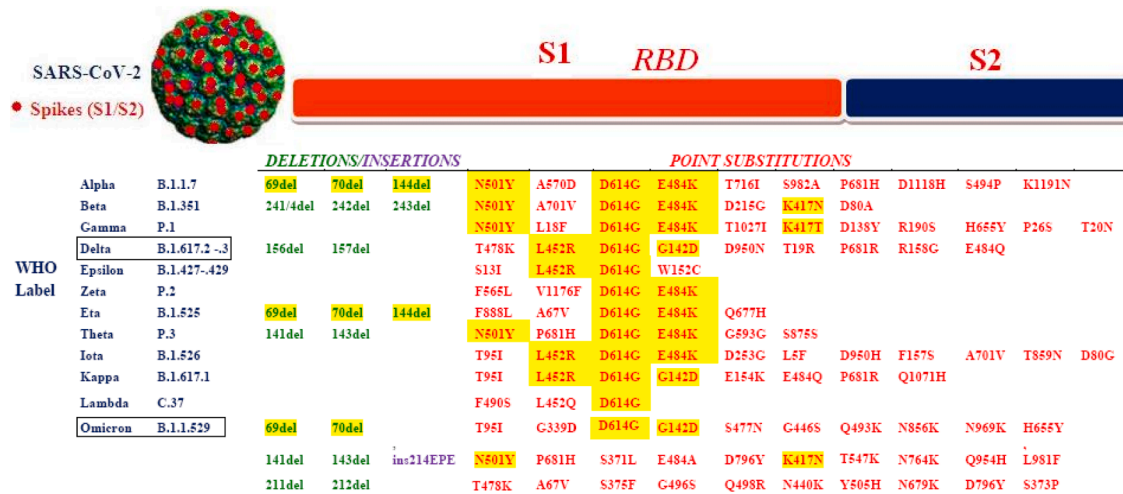 S1 RBD S2
SARS-CoV-2
Spikes (S1/S2)
DELETIONS/INSERTIONS POINT SUBSTITUTIONS
Alpha B.1.1.7 69del 70del 144del N501Y A570D D614G E484K T716I S982A P681H D1118H S494P K1191N
Beta B.1.351 241/4del 242del 243del N501Y A701V D614G E484K D215G K417N D80A
Gamma P.1 N501Y L18F D614G E484K T1027I K417T D138Y R190S H655Y P26S T20N
Delta B.1.617.2 -.3 156del 157del T478K L452R D614G G142D D950N T19R P681R R158G E484Q
WHO Label
Epsilon B.1.427-.429 S13I L452R D614G W152C
Zeta P.2 F565L V1176F D614G E484K
Eta B.1.525 69del 70del 144del F888L A67V D614G E484K Q677H
Theta P.3 141del 143del N501Y P681H D614G E484K G593G S875S
Iota B.1.526 T95I L452R D614G E484K D253G L5F D950H F157S A701V T859N D80G
Kappa B.1.617.1 T95I L452R D614G G142D E154K E484Q P681R Q1071H
Lambda C.37 F490S L452Q D614G
Omicron B.1.1.529 69del 70del T95I G339D D614G G142D S477N G446S Q493K N856K N969K H655Y
141del 143del ins214EPE N501Y P681H S371L E484A D796Y K417N T547K N764K Q954H L981F
211del 212del T478K A67V S375F G496S Q498R N440K Y505H N679K D796Y S373P